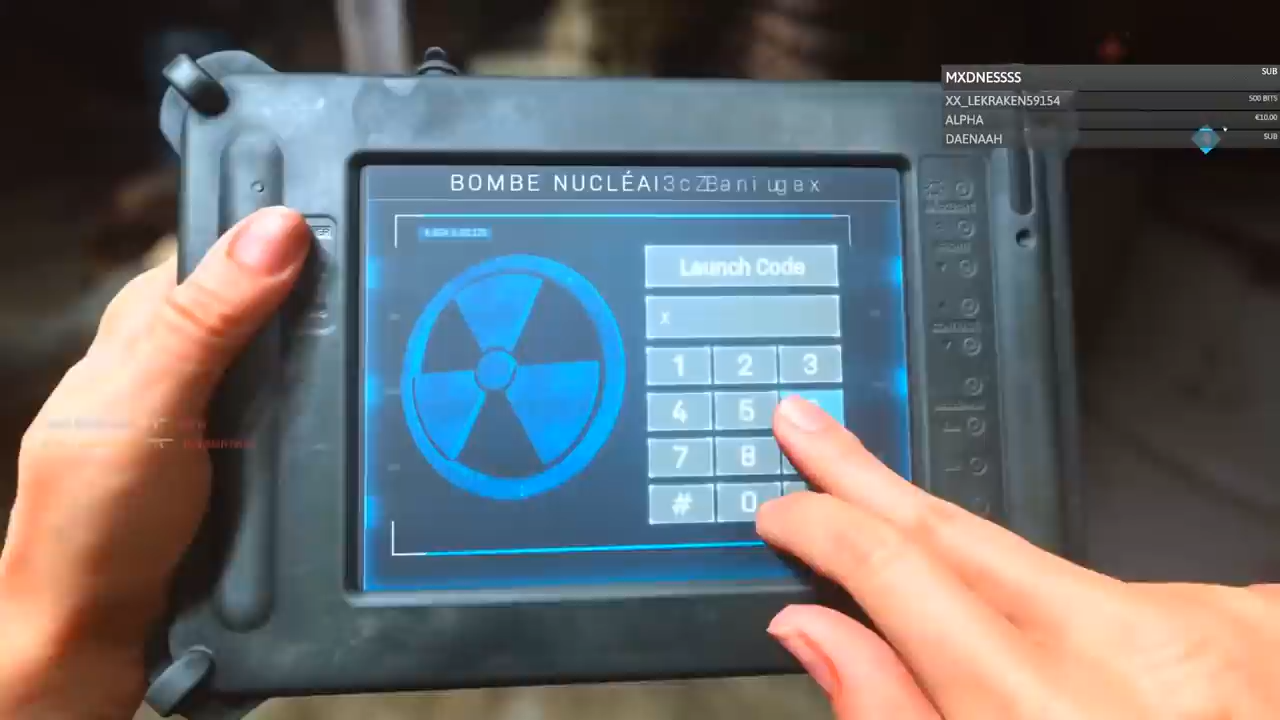 MXDNESSSS SUB
XX_LEKRAKEN59154 500 BITS
ALPHA €10.00
DAENAAH SUB
BOMBE NUCLÉAI3cZBaniugex
Launch Code
x
1 2 3
4 5
7 8
# 0